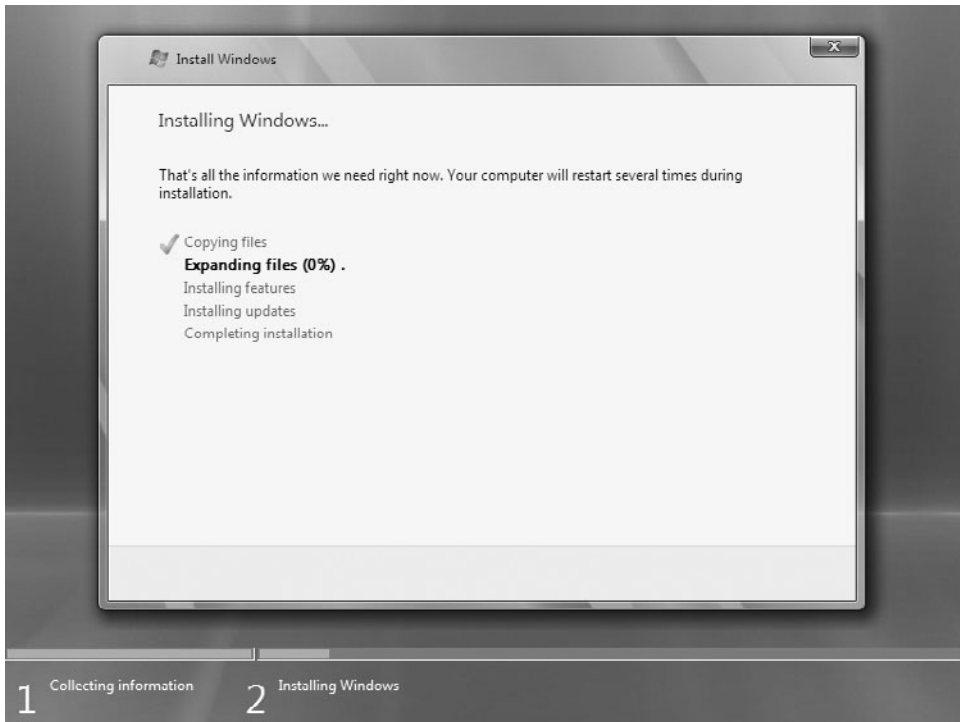 Install Windows
X
Installing Windows...
That's all the information we need right now. Your computer will restart several times during
installation.
Copying files
Expanding files (0%) .
Installing features
Installing updates
Completing installation
1 Collecting information
2 Installing Windows